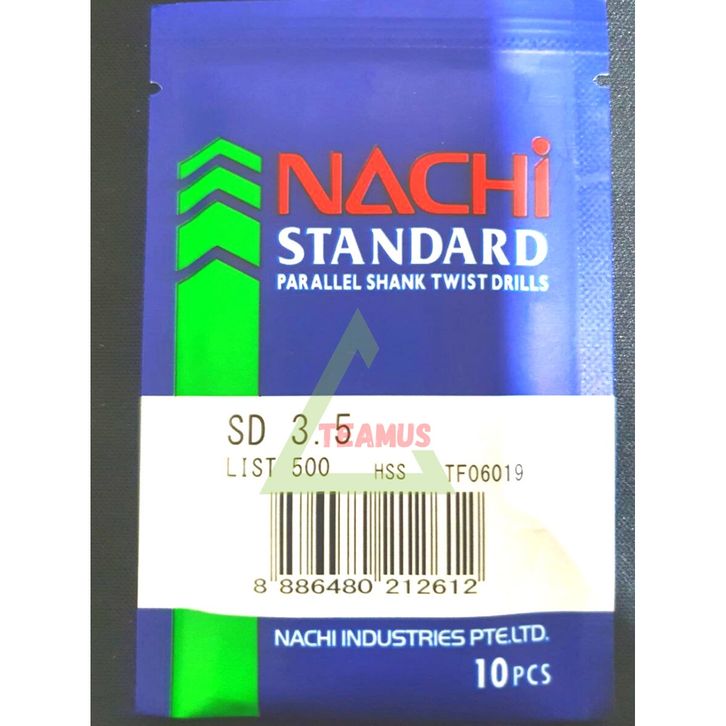 NACHi
STANDARD
PARALLEL SHANK TWIST DRILLS
SD 3.5
TEAMUS
LIST 500 HSS TF06019
8 886480 212612
NACHI INDUSTRIES PTE.LTD.
10 PCS